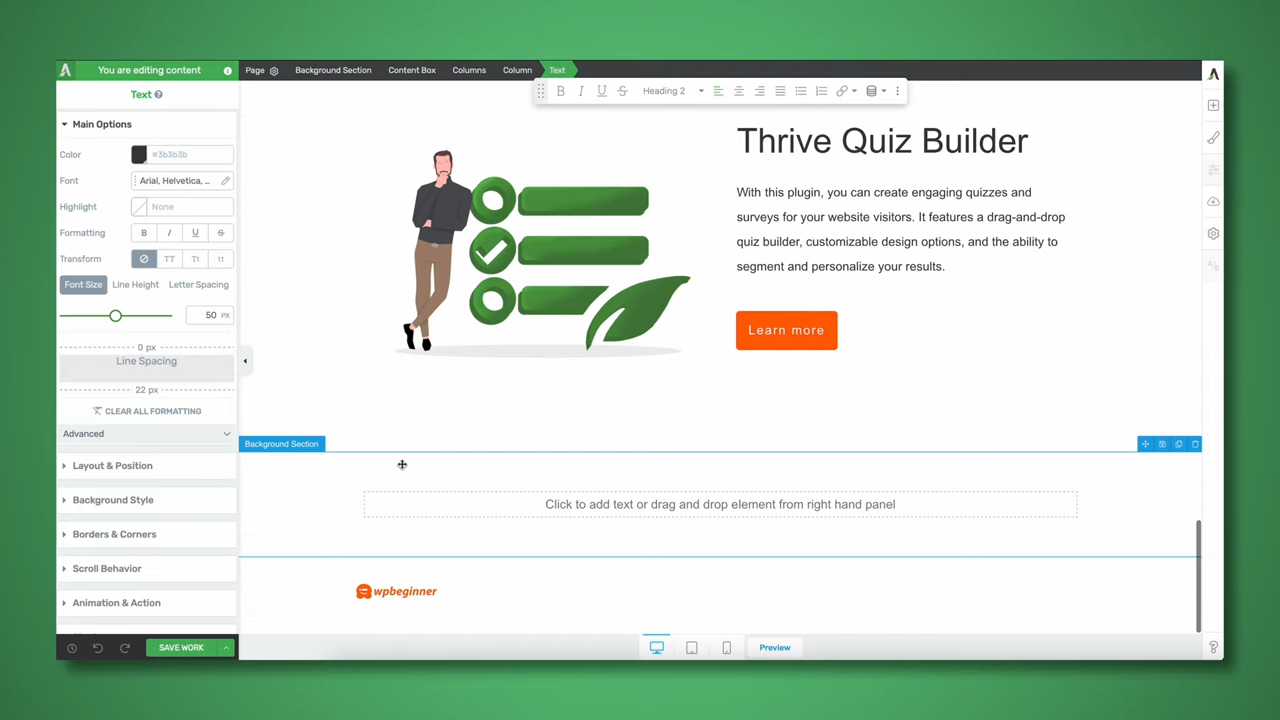 You are editing content
Page
Background Section
Content Box
Columns
Column
Text
Text
B I U S Heading 2
Main Options
Color
#3b3b3b
Font
Arial, Helvetica, ...
Highlight
None
Formatting
B I U S
Transform
TT Tt tt
Font Size
Line Height
Letter Spacing
50 PX
0 px
Line Spacing
22 px
CLEAR ALL FORMATTING
Advanced
Layout & Position
Background Style
Borders & Corners
Scroll Behavior
Animation & Action
SAVE WORK
Thrive Quiz Builder
With this plugin, you can create engaging quizzes and
surveys for your website visitors. It features a drag-and-drop
quiz builder, customizable design options, and the ability to
segment and personalize your results.
Learn more
Background Section
Click to add text or drag and drop element from right hand panel
wpbeginner
Preview